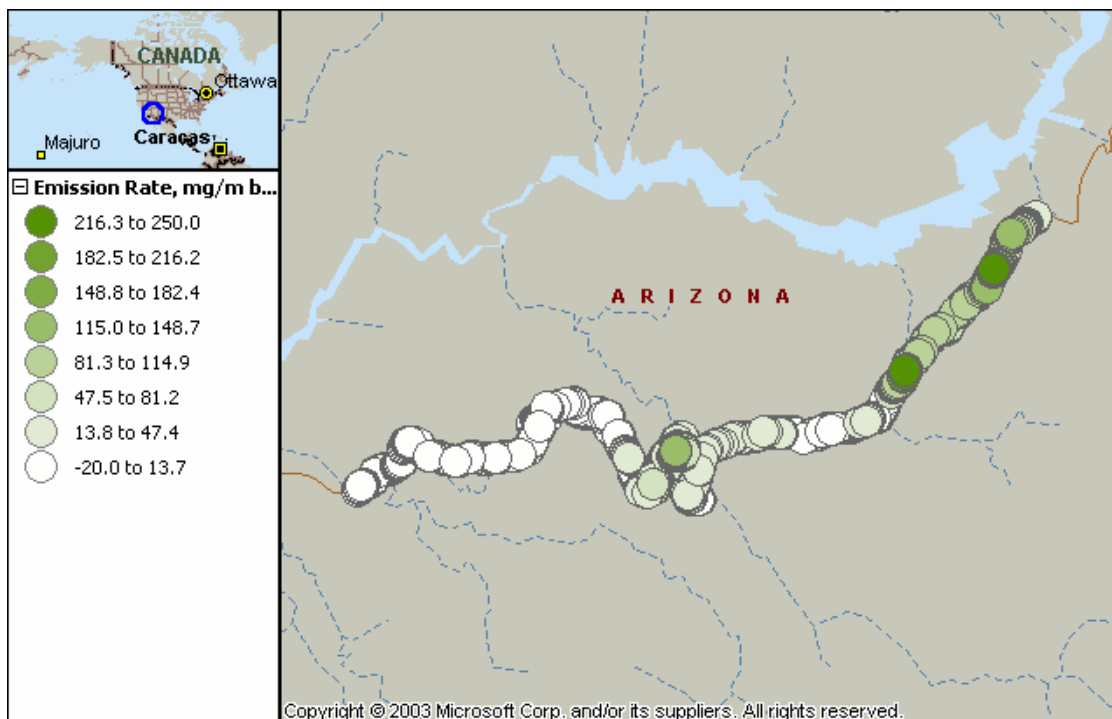 CANADA
Ottawa
Caracas
Majuro
Emission Rate, mg/m b...
216.3 to 250.0
182.5 to 216.2
148.8 to 182.4
115.0 to 148.7
81.3 to 114.9
47.5 to 81.2
13.8 to 47.4
-20.0 to 13.7
ARIZONA
Copyright © 2003 Microsoft Corp. and/or its suppliers. All rights reserved.